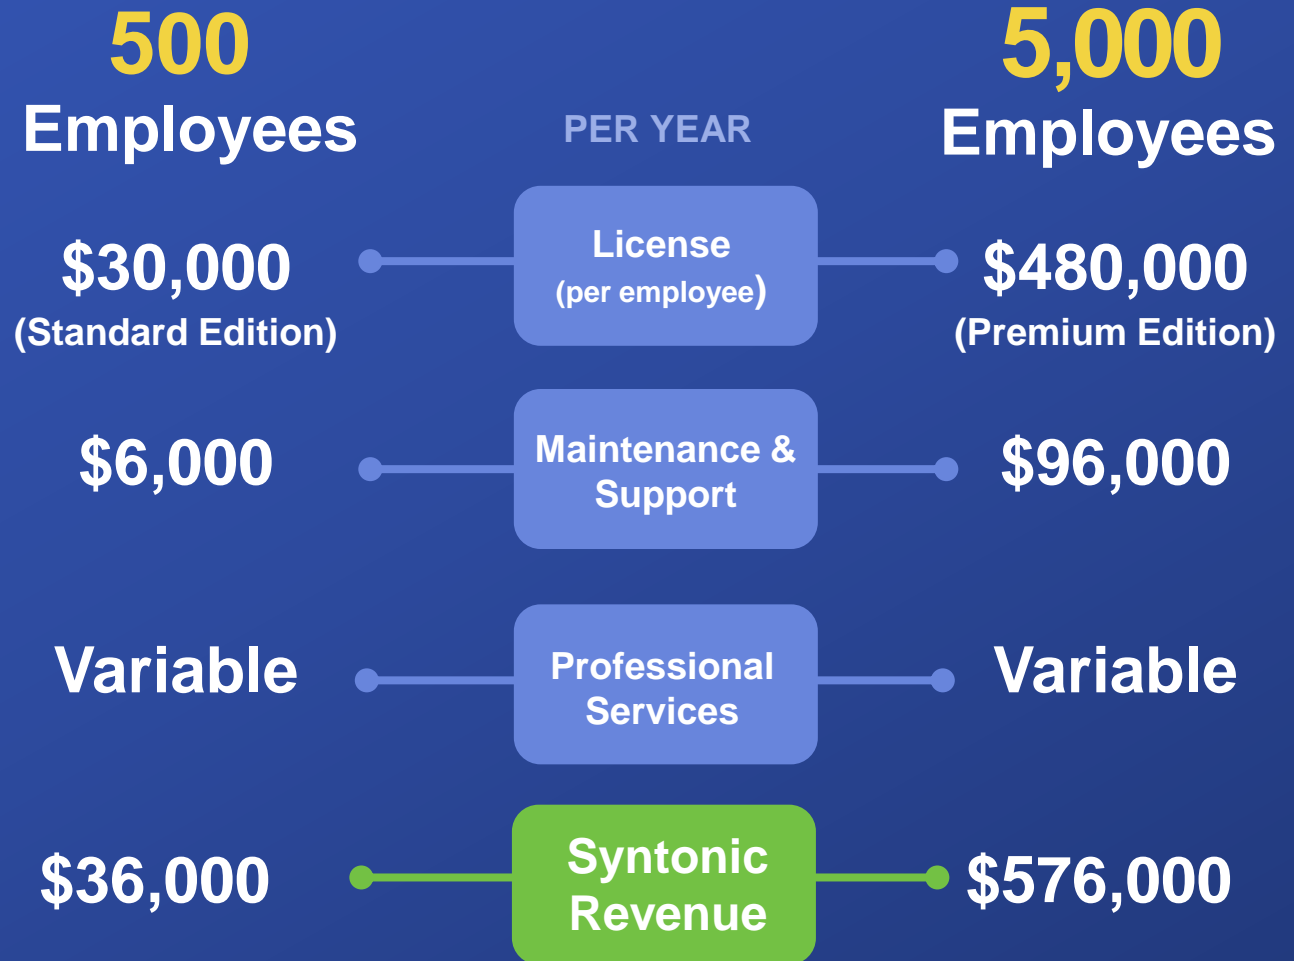 500
Employees
PER YEAR
5,000
Employees
$30,000
(Standard Edition)
License
(per employee)
$480,000
(Premium Edition)
$6,000
Maintenance &
Support
$96,000
Variable
Professional
Services
Variable
$36,000
Syntonic
Revenue
$576,000